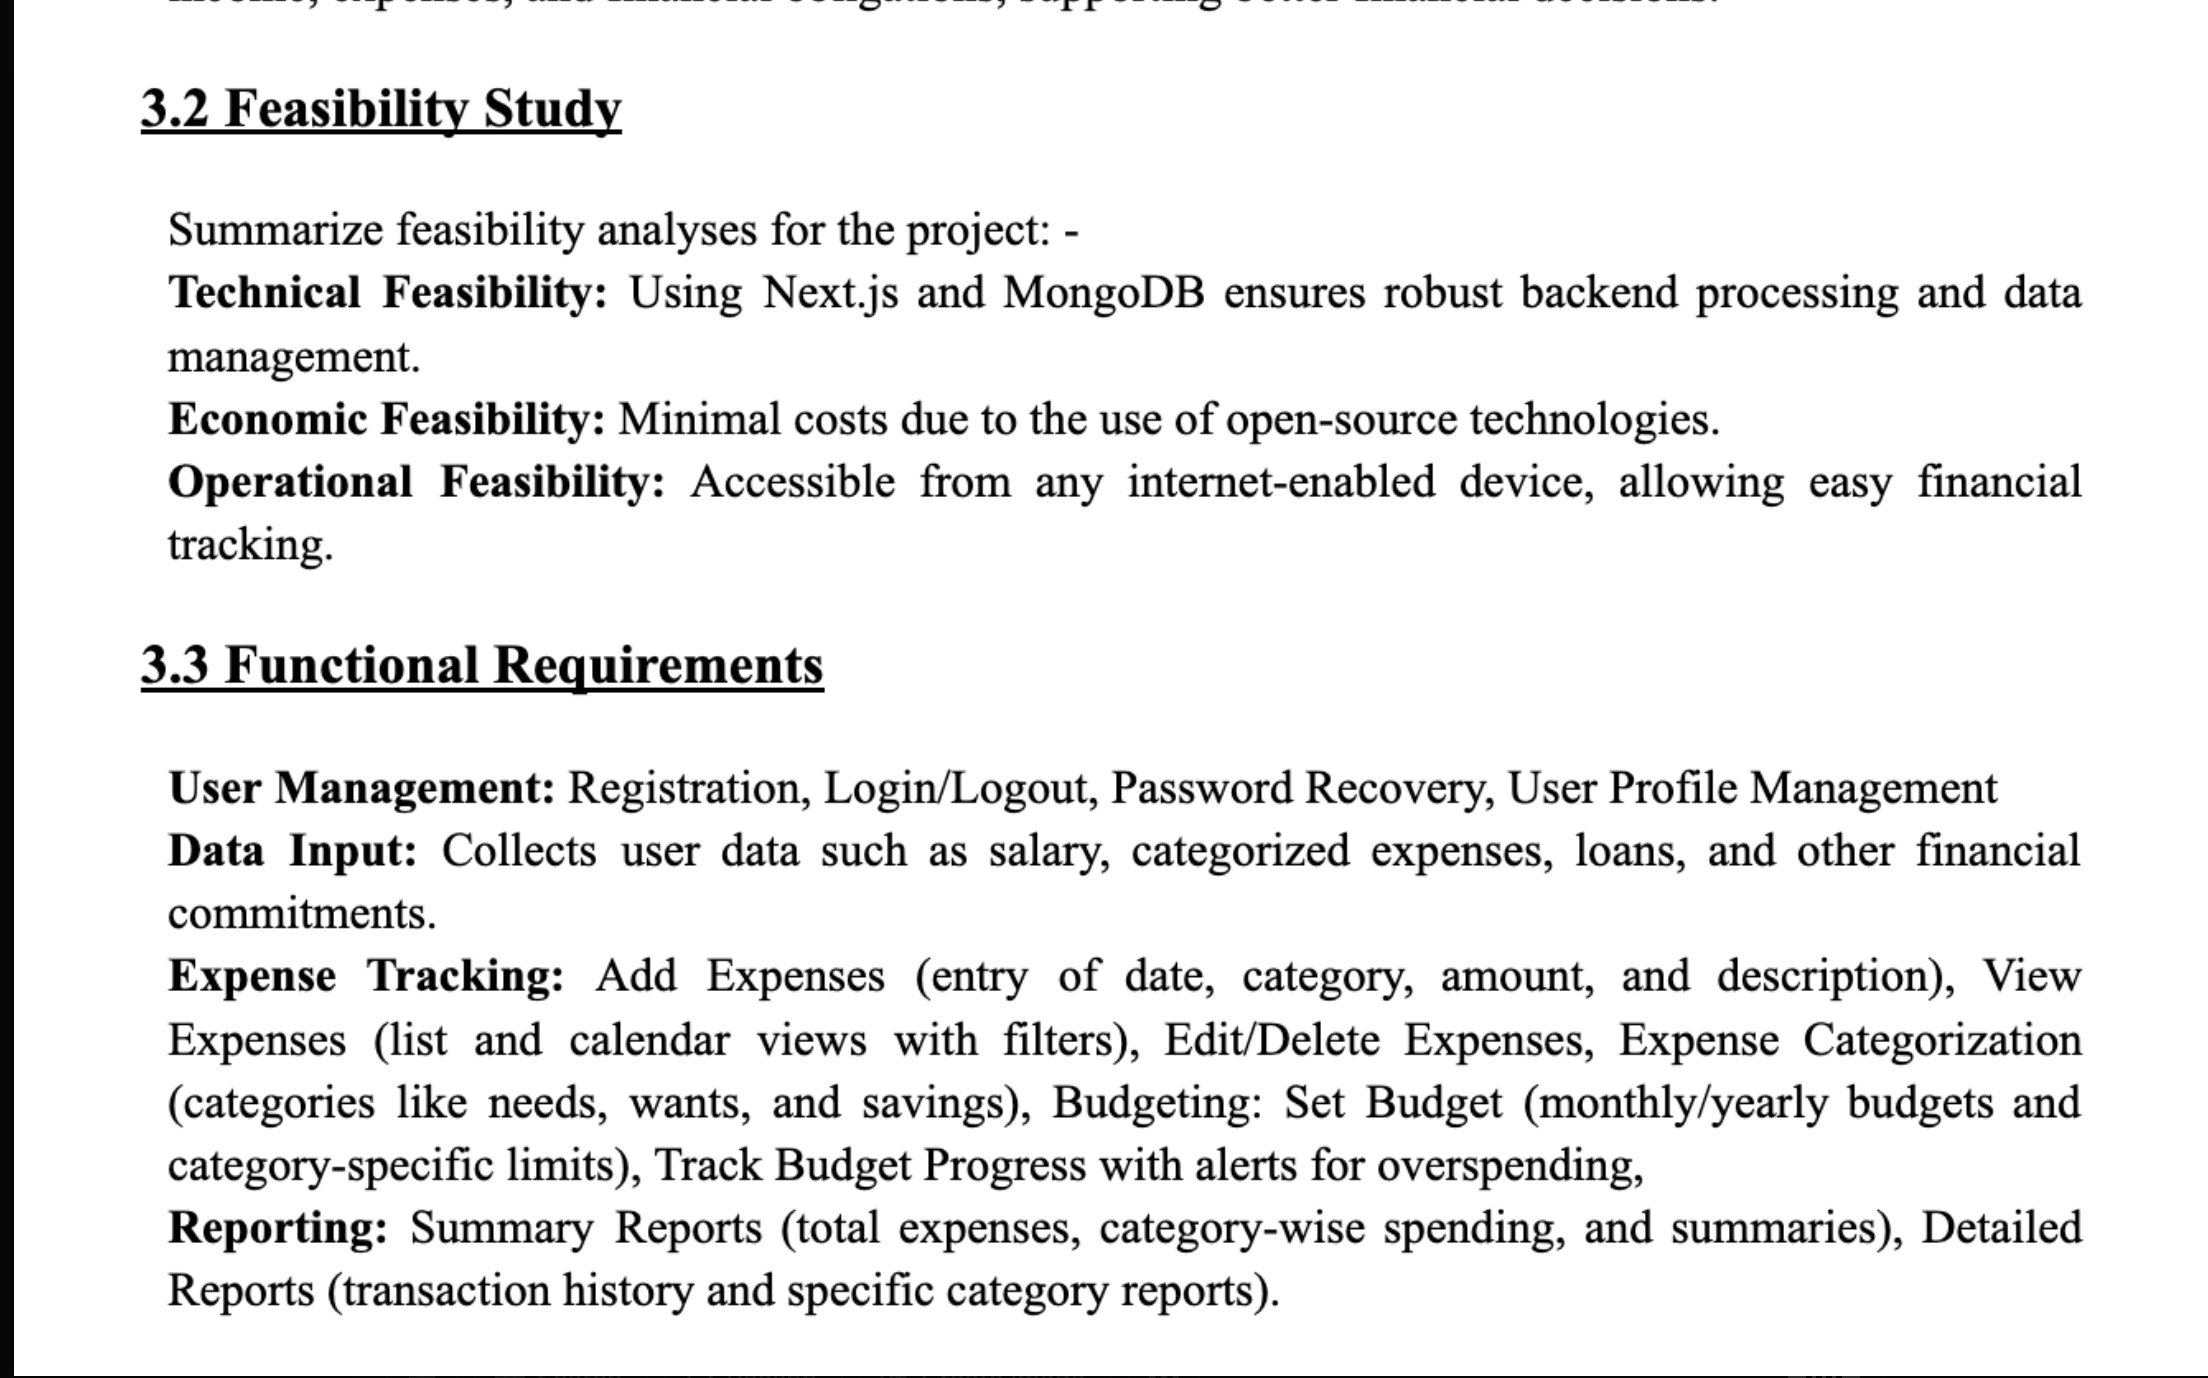 3.2 Feasibility Study
Summarize feasibility analyses for the project: -
Technical Feasibility: Using Next.js and MongoDB ensures robust backend processing and data
management.
Economic Feasibility: Minimal costs due to the use of open-source technologies.
Operational Feasibility: Accessible from any internet-enabled device, allowing easy financial
tracking.
3.3 Functional Requirements
User Management: Registration, Login/Logout, Password Recovery, User Profile Management
Data Input: Collects user data such as salary, categorized expenses, loans, and other financial
commitments.
Expense Tracking: Add Expenses (entry of date, category, amount, and description), View
Expenses (list and calendar views with filters), Edit/Delete Expenses, Expense Categorization
(categories like needs, wants, and savings), Budgeting: Set Budget (monthly/yearly budgets and
category-specific limits), Track Budget Progress with alerts for overspending,
Reporting: Summary Reports (total expenses, category-wise spending, and summaries), Detailed
Reports (transaction history and specific category reports).